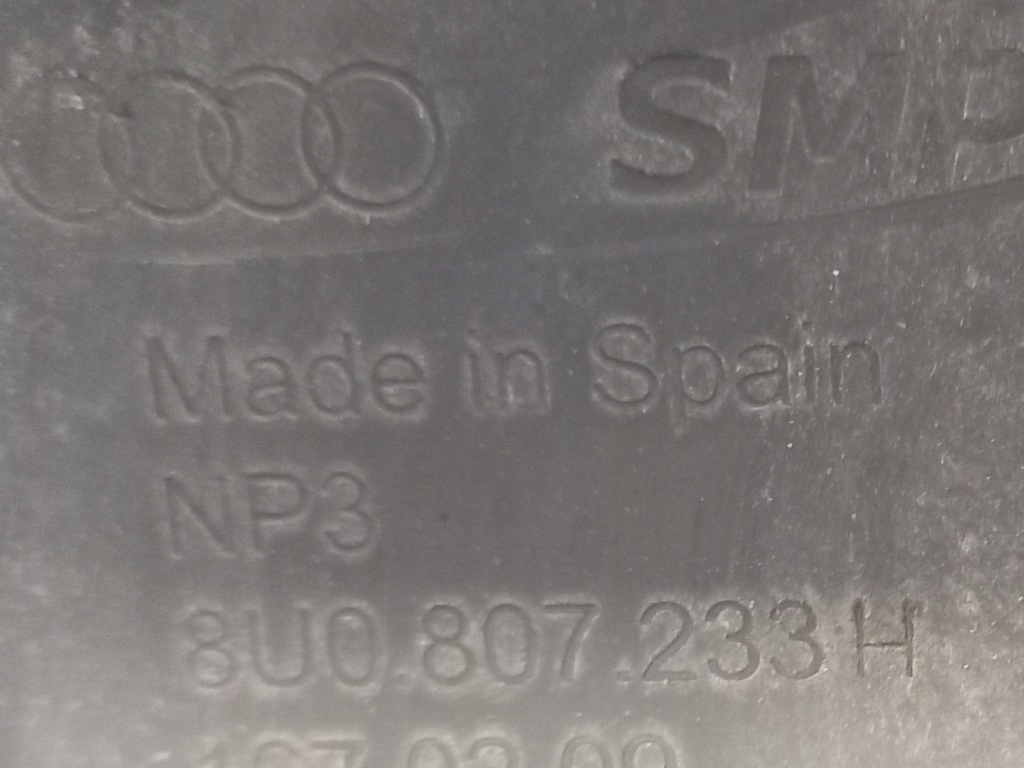 SMP
Made in Spain
NP3
8U0.807.233 H